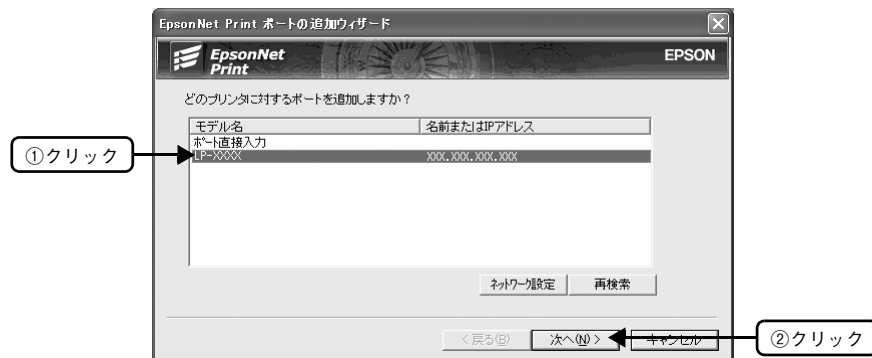 EpsonNet Print ポートの追加ウィザード
EpsonNet Print
EPSON
どのプリンタに対するポートを追加しますか？
モデル名 名前またはIPアドレス
ポート直接入力
①クリック
LP-XXXX XXX.XXX.XXX.XXX
ネットワーク設定 再検索
<戻る(B) 次へ(N)> キャンセル
②クリック